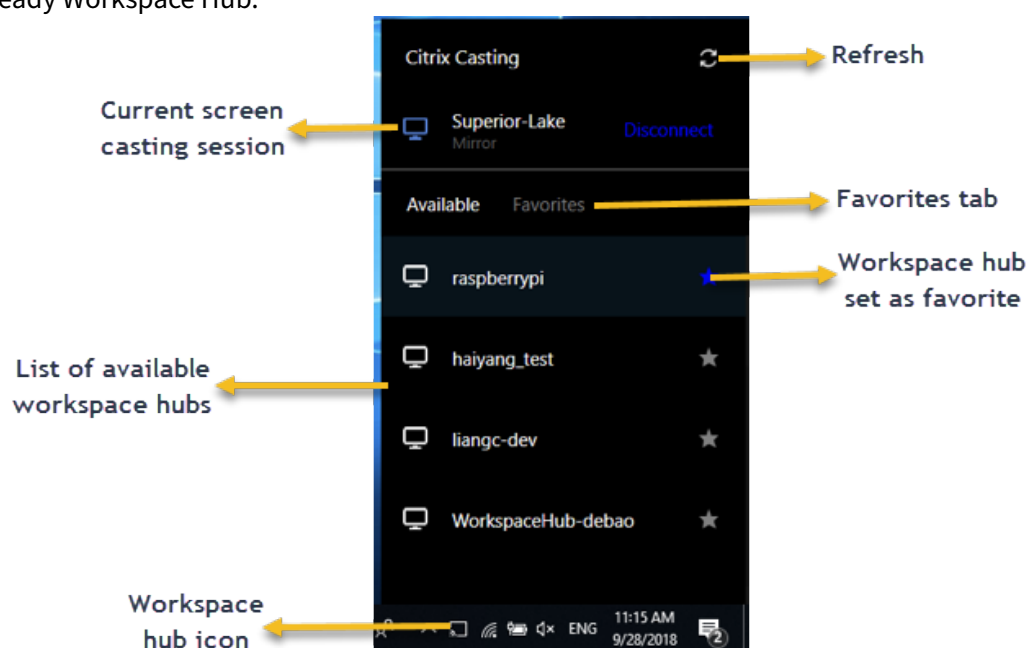 eady Workspace Hub.
Citrix Casting
Refresh
Current screen
casting session
Superior-Lake
Mirror
Disconnect
Available
Favorites
Favorites tab
raspberrypi
Workspace hub
set as favorite
List of available
workspace hubs
haiyang_test
liangc-dev
WorkspaceHub-debao
Workspace
hub icon
ENG
11:15 AM
9/28/2018
2